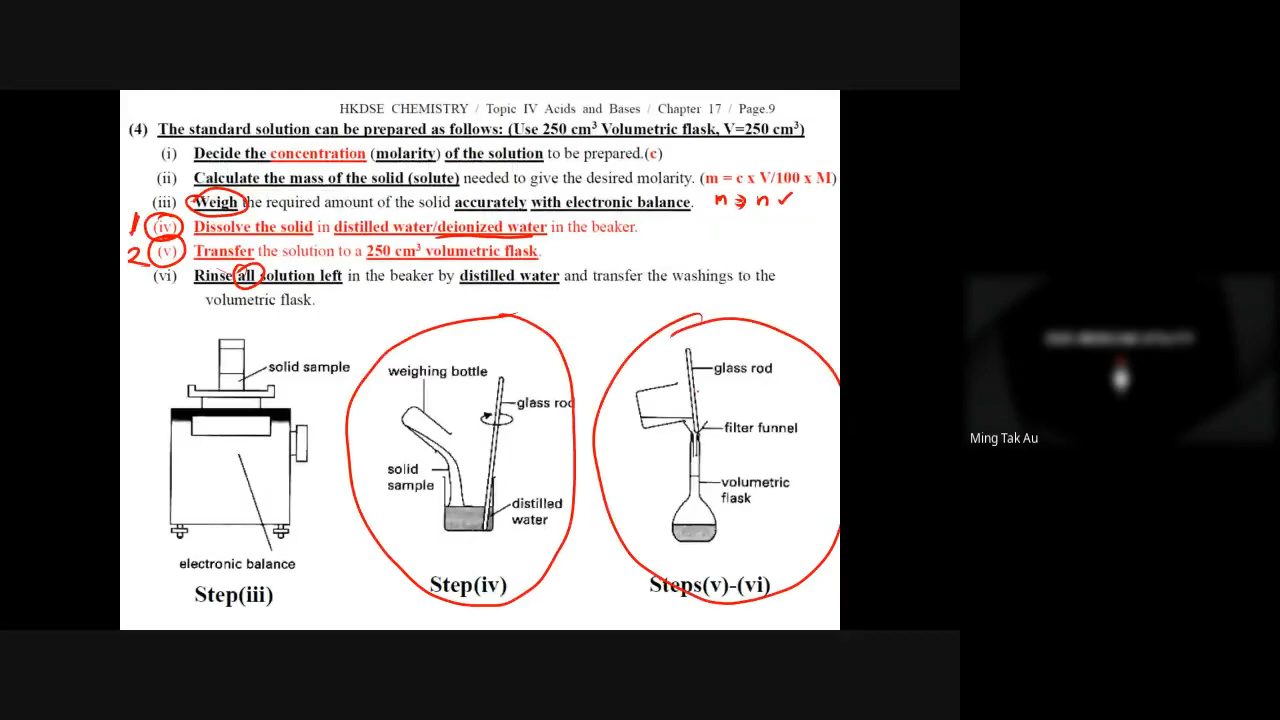 HKDSE CHEMISTRY / Topic IV Acids and Bases / Chapter 17 / Page.9
(4) The standard solution can be prepared as follows: (Use 250 cm³ Volumetric flask, V=250 cm³)
(i) Decide the concentration (molarity) of the solution to be prepared.(c)
(ii) Calculate the mass of the solid (solute) needed to give the desired molarity. (m = c x V/100 x M)
(iii) Weigh the required amount of the solid accurately with electronic balance. m → n ✓
1 (iv) Dissolve the solid in distilled water/deionized water in the beaker.
2 (v) Transfer the solution to a 250 cm³ volumetric flask.
(vi) Rinse all solution left in the beaker by distilled water and transfer the washings to the
volumetric flask.
solid sample
electronic balance
Step(iii)
weighing bottle
glass rod
solid
sample
distilled
water
Step(iv)
glass rod
filter funnel
volumetric
flask
Steps(v)-(vi)
Ming Tak Au